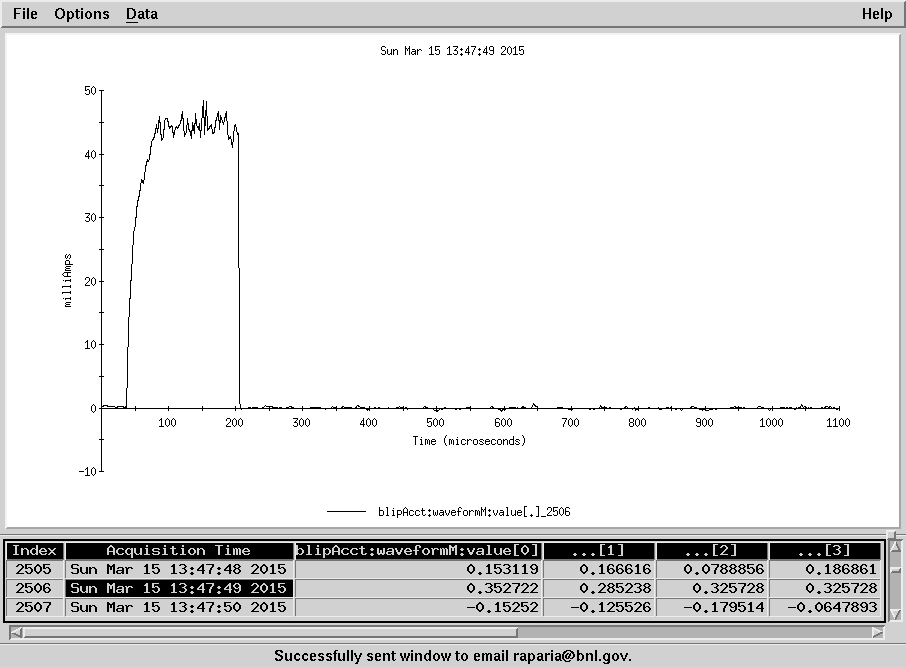 File Options Data Help
Sun Mar 15 13:47:49 2015
50
40
30
20
10
0
-10
milliAmps
100 200 300 400 500 600 700 800 900 1000 1100
Time (microseconds)
blipAcct:waveformM:value[.]_2506
Index Acquisition Time blipAcct:waveformM:value[0] ...[1] ...[2] ...[3]
2505 Sun Mar 15 13:47:48 2015 0.153119 0.166616 0.0788856 0.186861
2506 Sun Mar 15 13:47:49 2015 0.352722 0.285238 0.325728 0.325728
2507 Sun Mar 15 13:47:50 2015 -0.15252 -0.125526 -0.179514 -0.0647893
Successfully sent window to email raparia@bnl.gov.